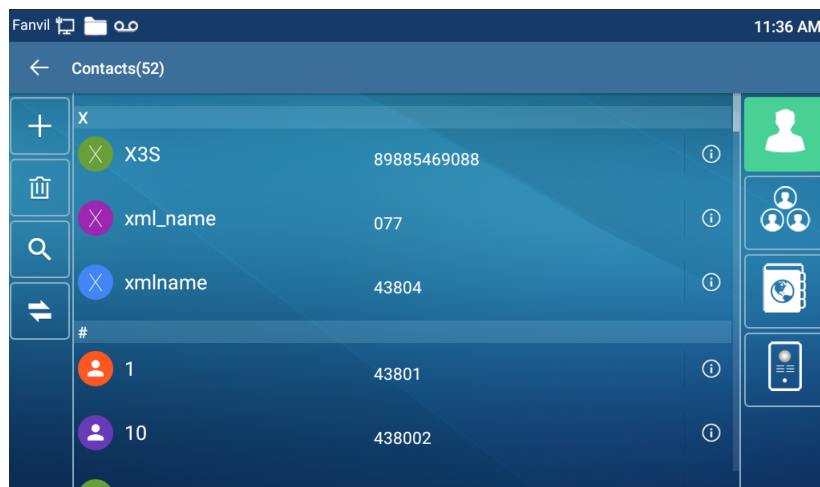 Fanvil 11:36 AM
Contacts(52)
X
X X3S 89885469088
X xml_name 077
X xmlname 43804
#
1 43801
10 438002